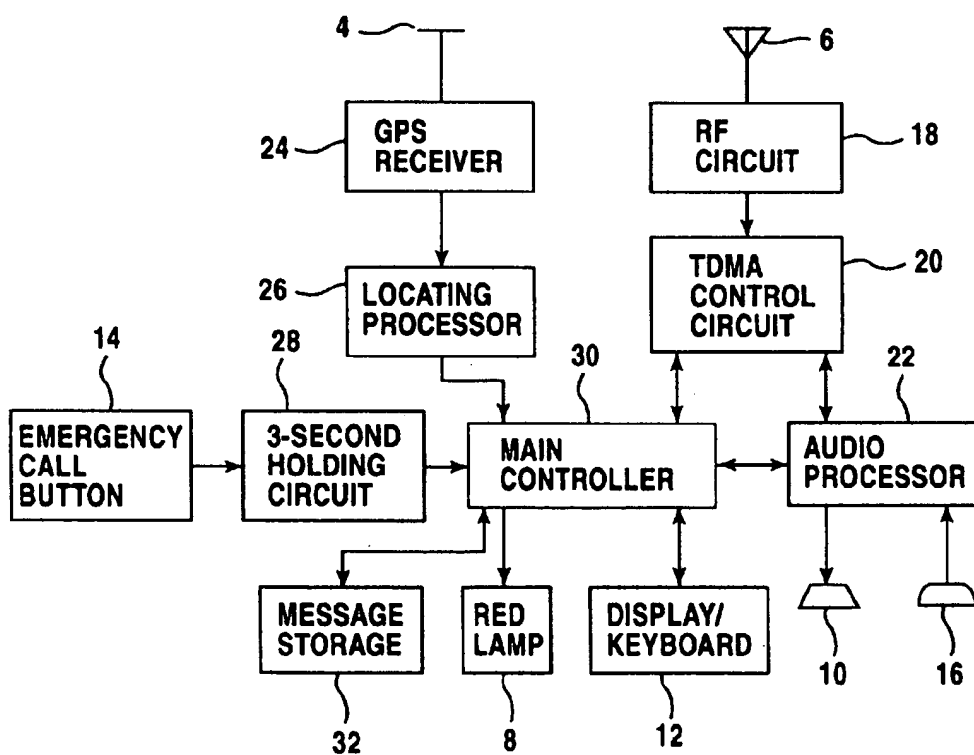 4
6
GPS
RECEIVER
24
RF
CIRCUIT
18
26
LOCATING
PROCESSOR
TDMA
CONTROL
CIRCUIT
20
14
28
30
22
EMERGENCY
CALL
BUTTON
3-SECOND
HOLDING
CIRCUIT
MAIN
CONTROLLER
AUDIO
PROCESSOR
MESSAGE
STORAGE
RED
LAMP
DISPLAY/
KEYBOARD
32
8
12
10
16